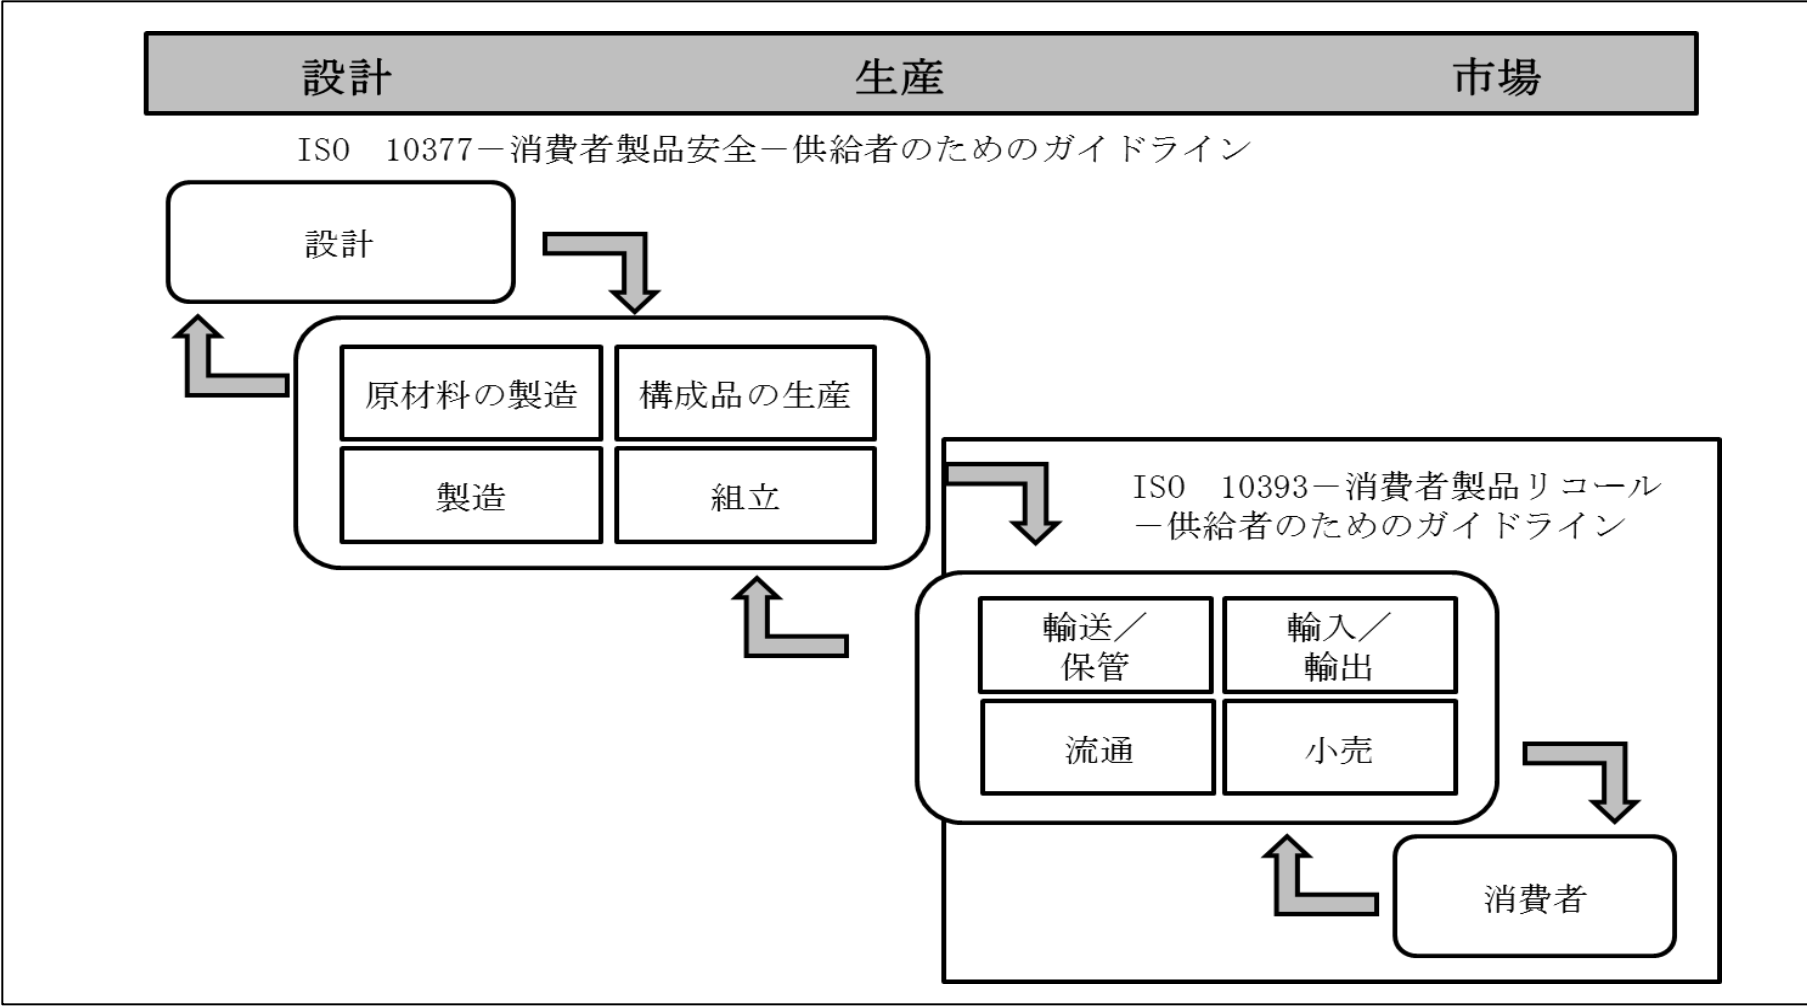 設計 生産 市場
ISO 10377－消費者製品安全－供給者のためのガイドライン
設計
原材料の製造 構成品の生産
製造 組立
ISO 10393－消費者製品リコール
－供給者のためのガイドライン
輸送／ 輸入／
保管 輸出
流通 小売
消費者